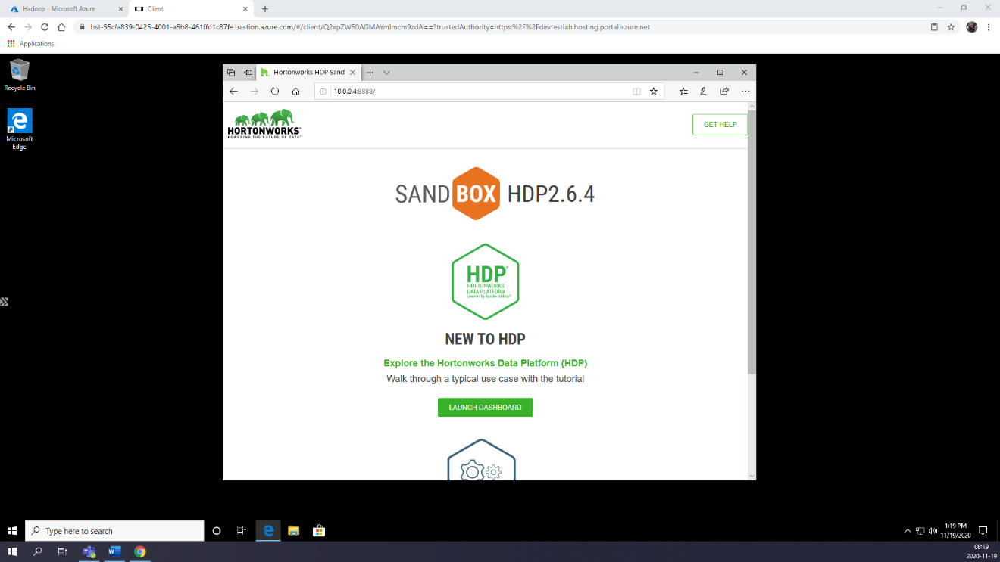 Hadoop - Microsoft Azure
Client
bst-55cfa839-0425-4001-a5b8-461ffd1c87fe.bastion.azure.com/#/client/Q2xpZW50AGMAYmlmcm9zdA==?trustedAuthority=https:%2F%2Fdevtestlab.hosting.portal.azure.net
Applications
Recycle Bin
Microsoft
Edge
Hortonworks HDP Sand
10.0.0.4:8888/
HORTONWORKS
POWERING THE FUTURE OF DATA
GET HELP
SANDBOX HDP2.6.4
HDP
HORTONWORKS
DATA PLATFORM
powered by Apache Hadoop
NEW TO HDP
Explore the Hortonworks Data Platform (HDP)
Walk through a typical use case with the tutorial
LAUNCH DASHBOARD
Type here to search
1:19 PM
11/19/2020
08:19
2020-11-19